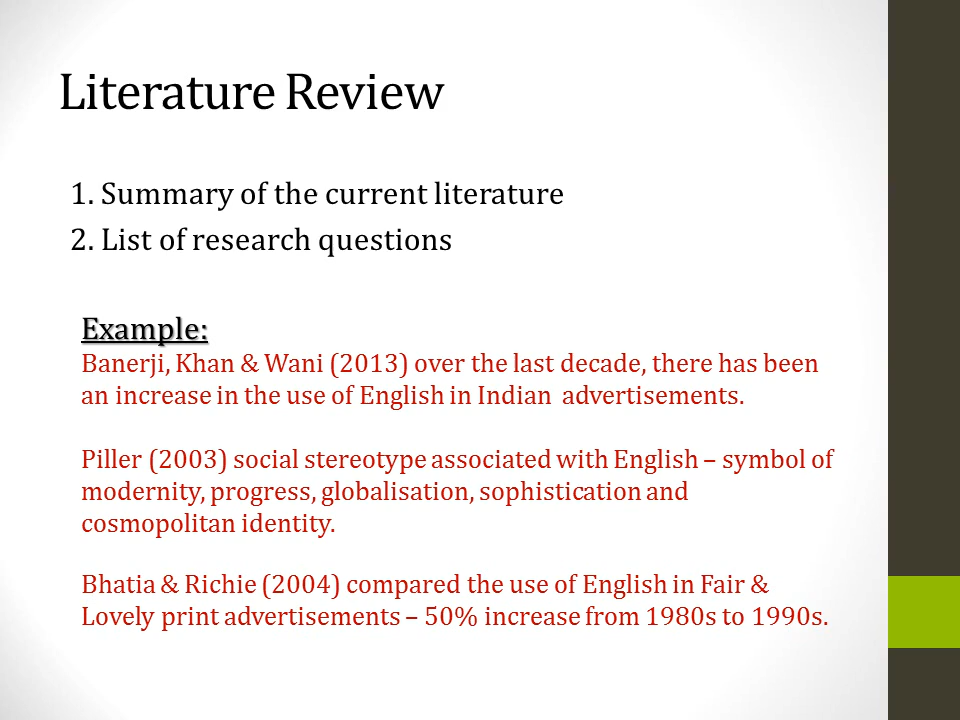 Literature Review
1. Summary of the current literature
2. List of research questions
Example:
Banerji, Khan & Wani (2013) over the last decade, there has been
an increase in the use of English in Indian  advertisements.
Piller (2003) social stereotype associated with English – symbol of
modernity, progress, globalisation, sophistication and
cosmopolitan identity.
Bhatia & Richie (2004) compared the use of English in Fair &
Lovely print advertisements – 50% increase from 1980s to 1990s.